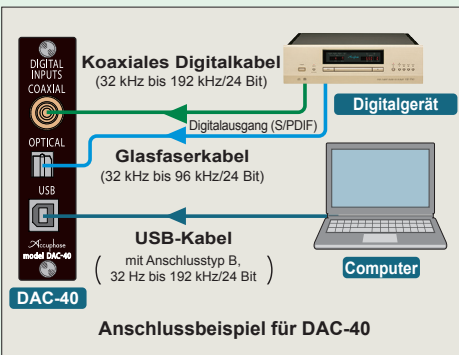 DIGITAL
INPUTS
COAXIAL
OPTICAL
USB
Accuphase
model DAC-40
DAC-40
Koaxiales Digitalkabel
(32 kHz bis 192 kHz/24 Bit)
Digitalgerät
Digitalausgang (S/PDIF)
Glasfaserkabel
(32 kHz bis 96 kHz/24 Bit)
USB-Kabel
(mit Anschlusstyp B,
32 Hz bis 192 kHz/24 Bit)
Computer
Anschlussbeispiel für DAC-40